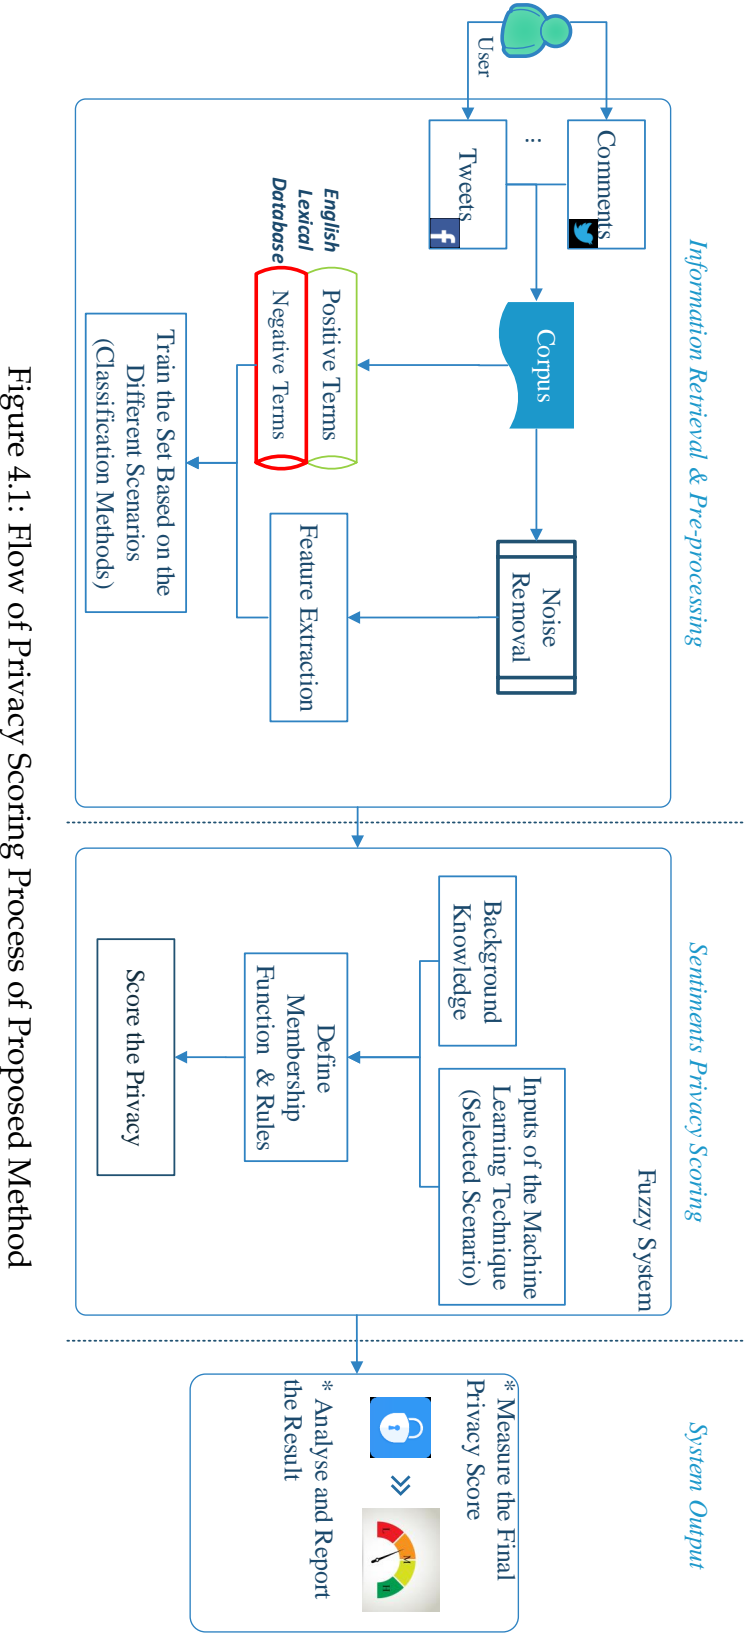 Information Retrieval & Pre-processing
User
Comments
...
Tweets
f
Corpus
Noise
Removal
English
Lexical
Database
Positive Terms
Negative Terms
Feature Extraction
Train the Set Based on the
Different Scenarios
(Classification Methods)
Sentiments Privacy Scoring
Fuzzy System
Background
Knowledge
Inputs of the Machine
Learning Technique
(Selected Scenario)
Define
Membership
Function & Rules
Score the Privacy
System Output
* Measure the Final
Privacy Score
L
M
H
* Analyse and Report
the Result
Figure 4.1: Flow of Privacy Scoring Process of Proposed Method